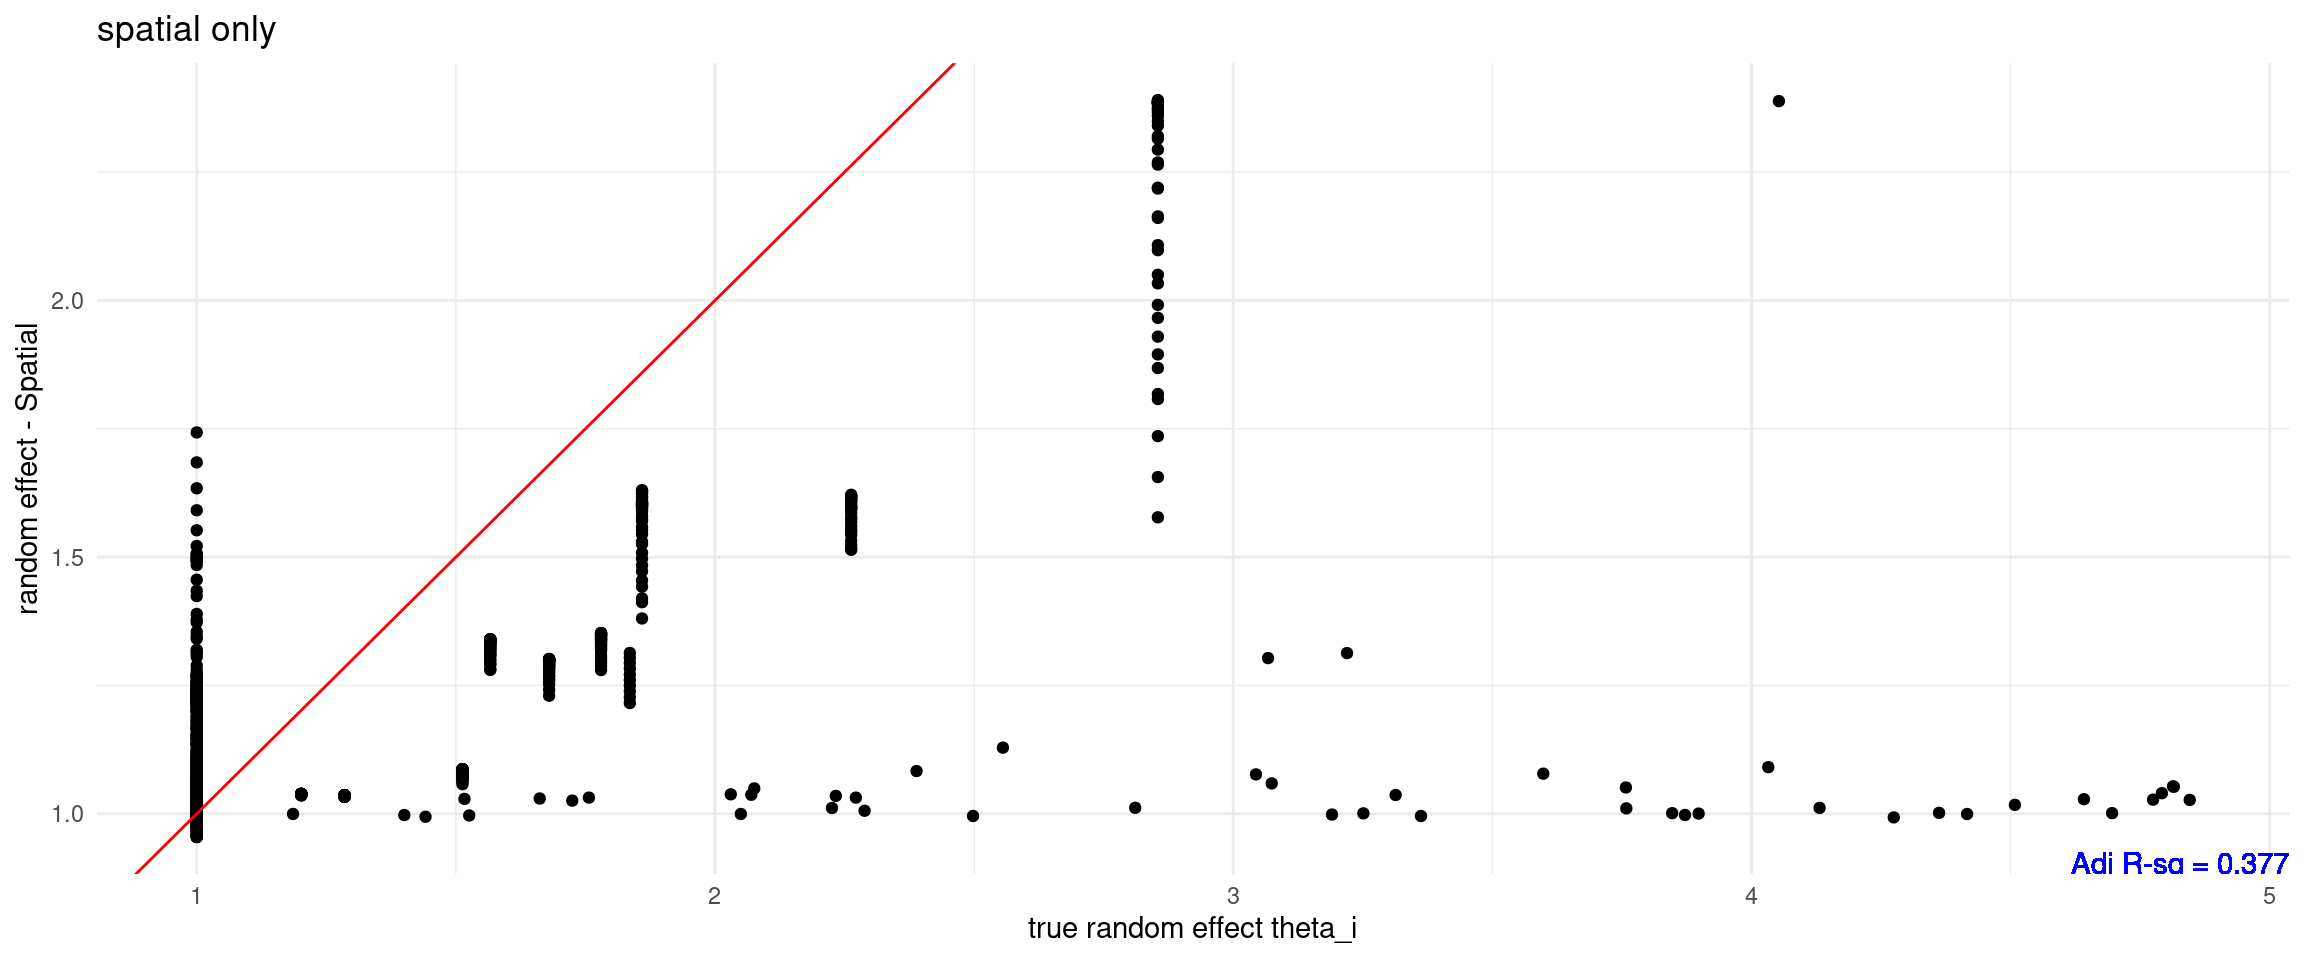 spatial only
random effect - Spatial
2.0
1.5
1.0
Adj R-sq = 0.377
1
2
3
4
5
true random effect theta_i